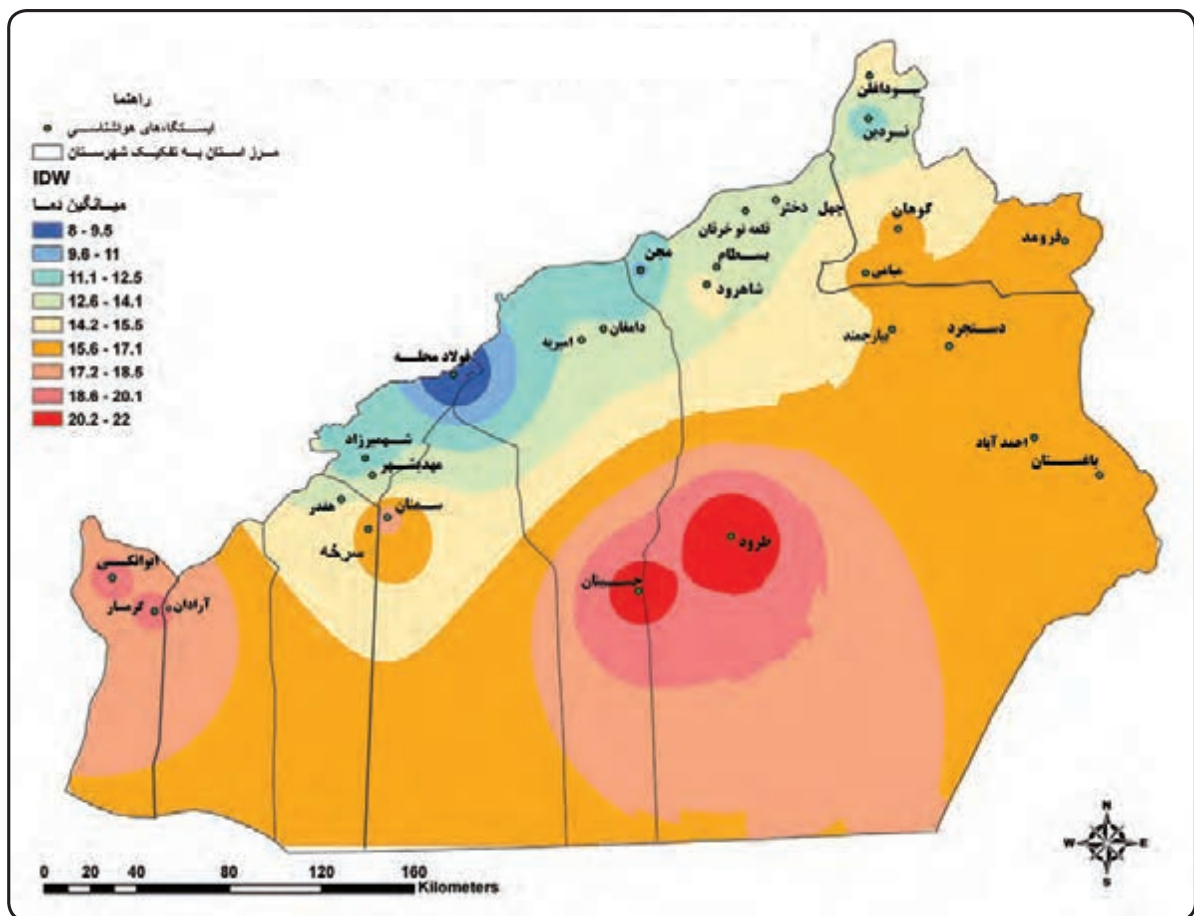 راهنما
ایستگاه‌های هواشناسی
مرز استان به تفکیک شهرستان
IDW
میانگین دما
8 - 9.5
9.6 - 11
11.1 - 12.5
12.6 - 14.1
14.2 - 15.5
15.6 - 17.1
17.2 - 18.5
18.6 - 20.1
20.2 - 22
سوداغلن
نردین
گوهان
فرومد
میامی
چهل دختر
قلعه نو خرقان
بسطام
شاهرود
مجن
دامغان
امیریه
فولاد محله
بیارجمند
دستجرد
احمد آباد
باغستان
شهمیرزاد
مهدیشهر
هفدر
سمنان
سرخه
طرود
ایوانکی
گرمسار
آرادان
N
W
E
S
0 20 40 80 120 160
Kilometers